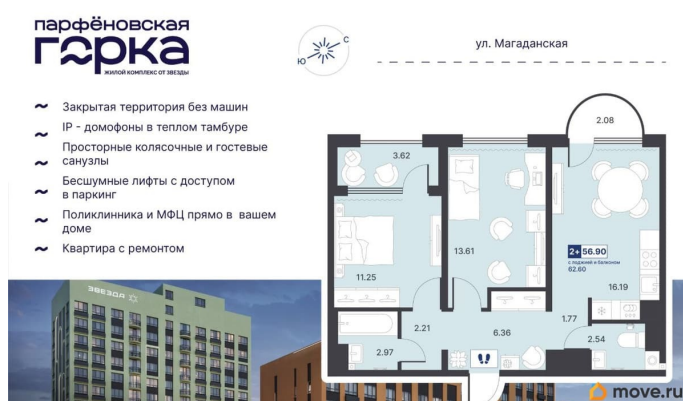 парфёновская
гОрка
ЖИЛОЙ КОМПЛЕКС ОТ ЗВЕЗДЫ
С
Ю
ул. Магаданская
~ Закрытая территория без машин
~ IP - домофоны в теплом тамбуре
~ Просторные колясочные и гостевые
санузлы
~ Бесшумные лифты с доступом
в паркинг
~ Поликлинника и МФЦ прямо в вашем
доме
~ Квартира с ремонтом
2.08
3.62
13.61
11.25
2+ 56.90
с лоджией и балконом
62.60
16.19
1.77
2.21
6.36
2.54
2.97
ЗВЕЗДА
move.ru